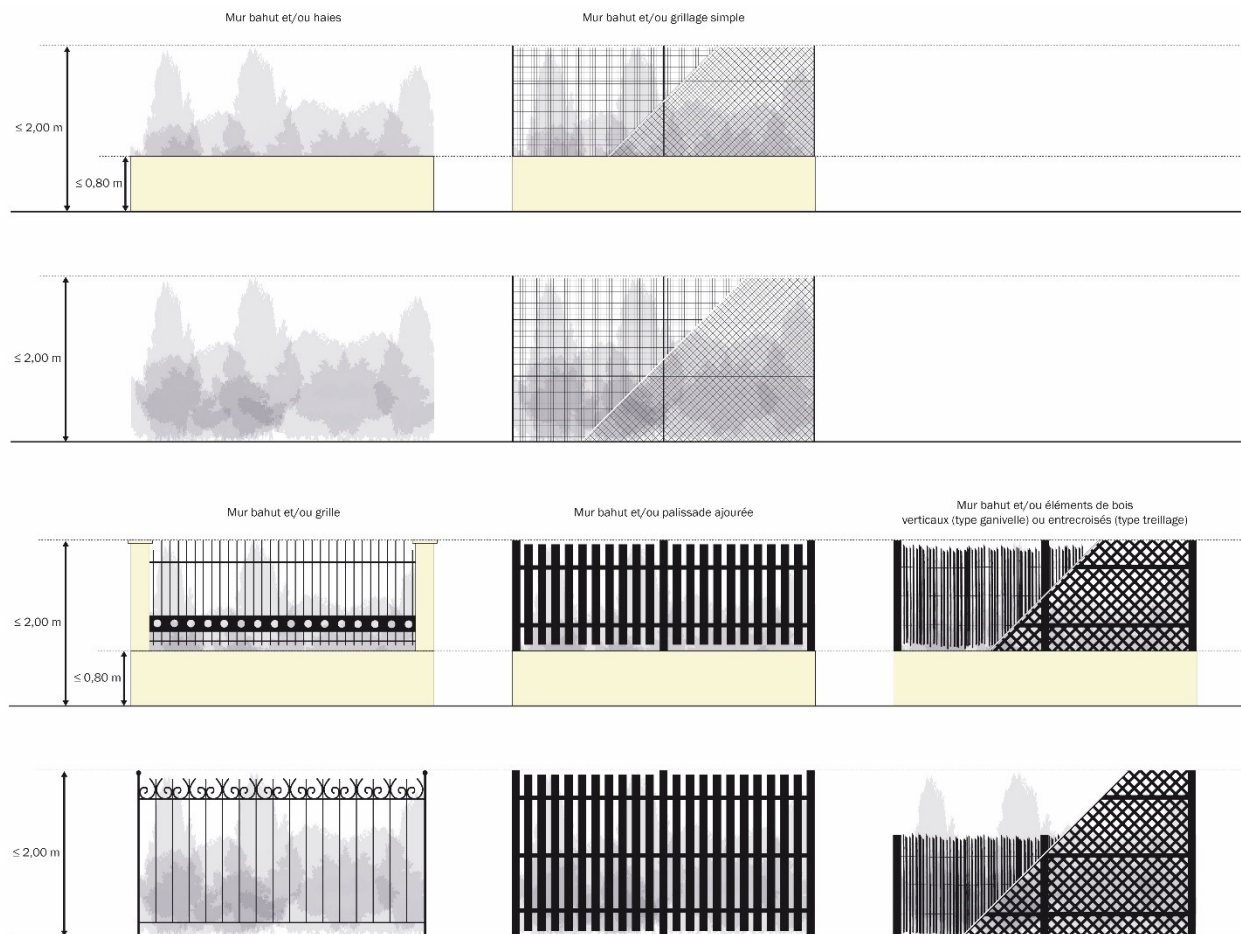 Mur bahut et/ou haies
Mur bahut et/ou grillage simple
≤ 2,00 m
≤ 0,80 m
≤ 2,00 m
Mur bahut et/ou grille
Mur bahut et/ou palissade ajourée
Mur bahut et/ou éléments de bois
verticaux (type ganivelle) ou entrecroisés (type treillage)
≤ 2,00 m
≤ 0,80 m
≤ 2,00 m